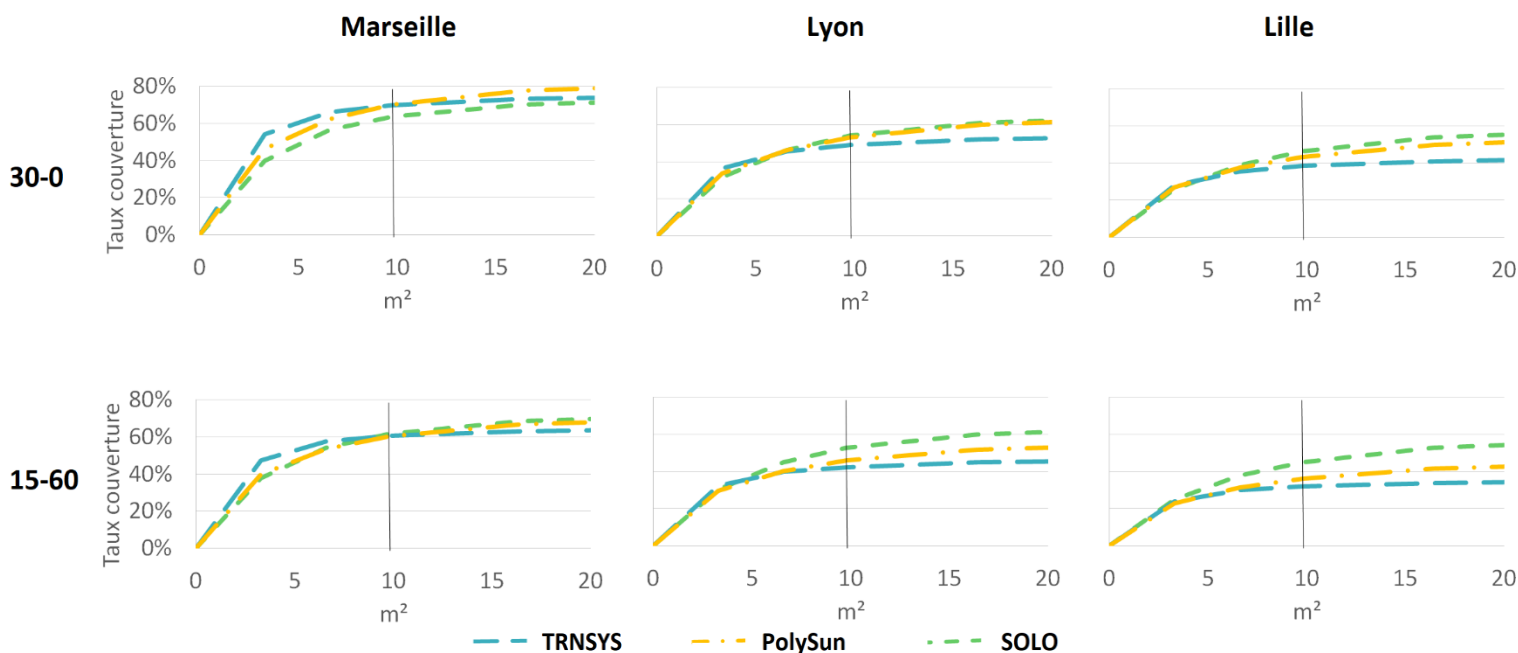 Marseille Lyon Lille
30-0
Taux couverture
80%
60%
40%
20%
0%
0 5 10 15 20
m²
0 5 10 15 20
m²
0 5 10 15 20
m²
15-60
Taux couverture
80%
60%
40%
20%
0%
0 5 10 15 20
m²
0 5 10 15 20
m²
0 5 10 15 20
m²
TRNSYS PolySun SOLO